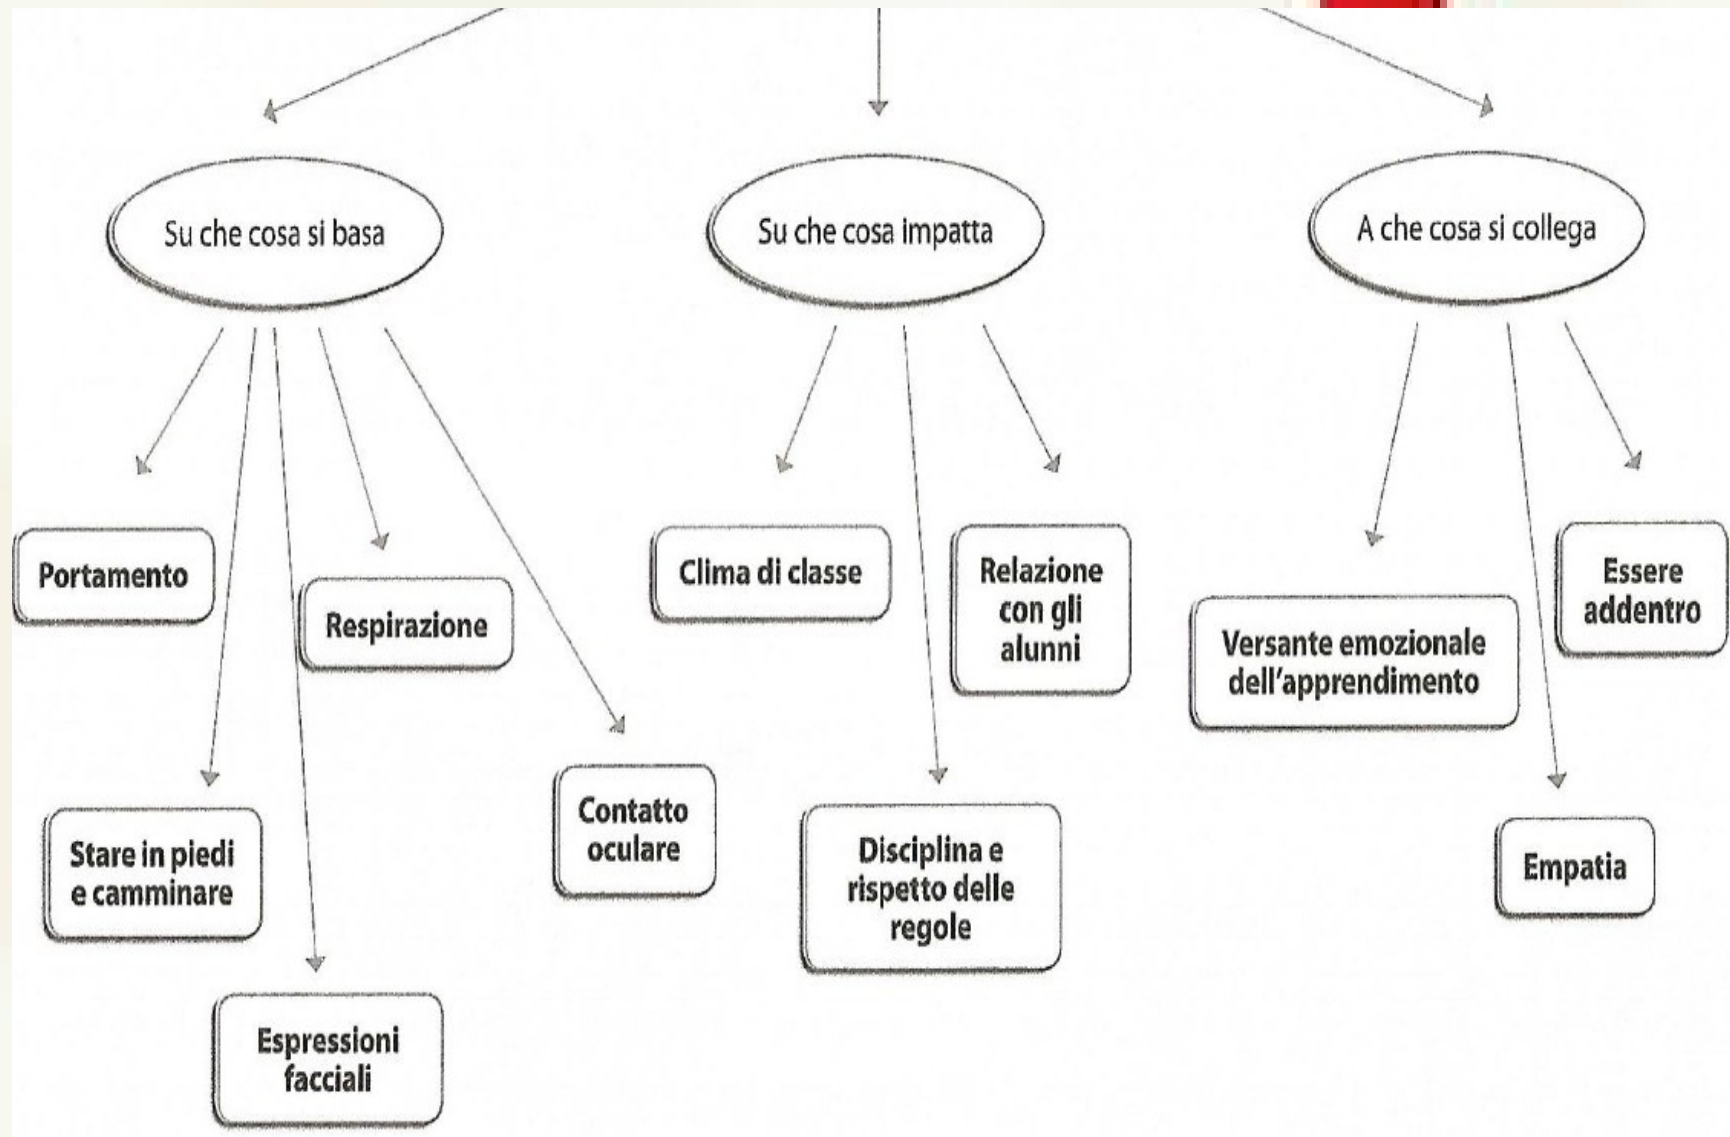 Su che cosa si basa
Su che cosa impatta
A che cosa si collega
Portamento
Respirazione
Stare in piedi
e camminare
Espressioni
facciali
Contatto
oculare
Clima di classe
Relazione
con gli
alunni
Disciplina e
rispetto delle
regole
Versante emozionale
dell'apprendimento
Essere
addentro
Empatia